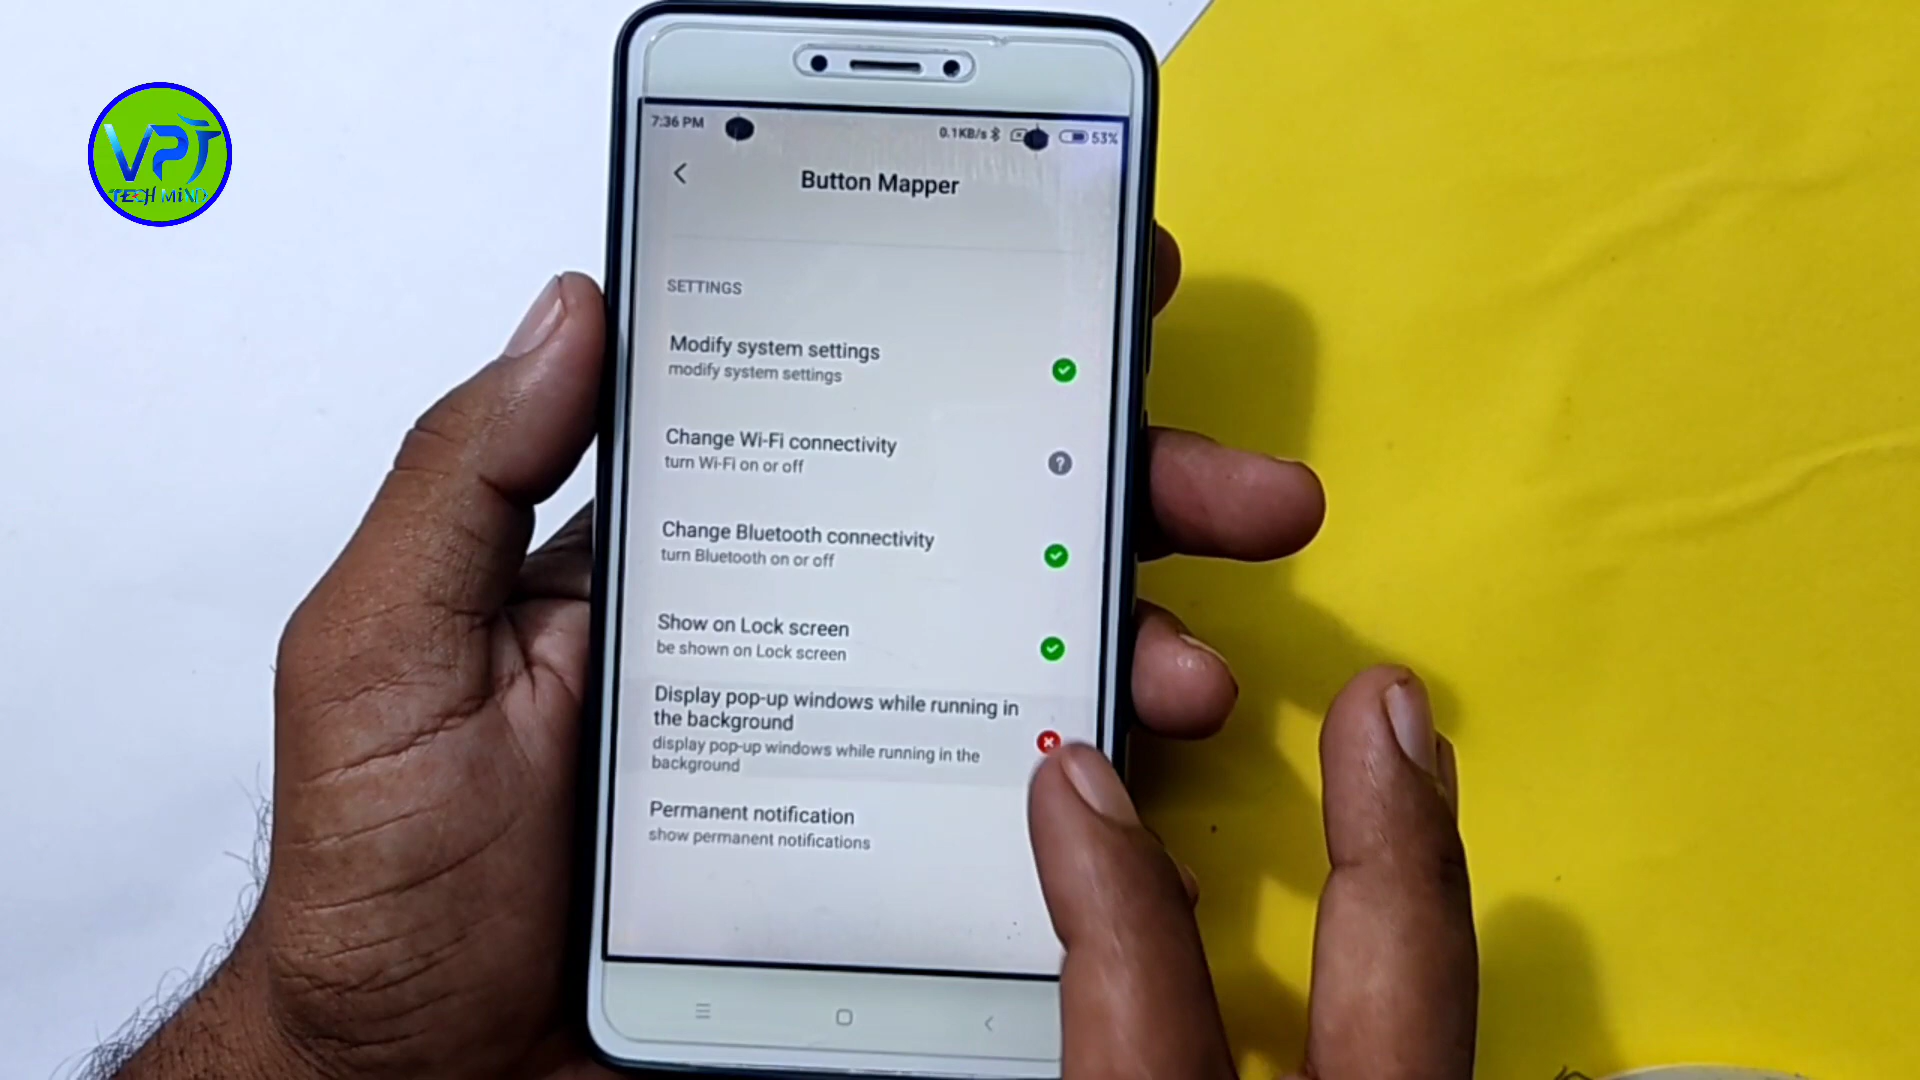 VPT
TECH MiND
7:36 PM
0.1KB/s
53%
Button Mapper
SETTINGS
Modify system settings
modify system settings
Change Wi-Fi connectivity
turn Wi-Fi on or off
?
Change Bluetooth connectivity
turn Bluetooth on or off
Show on Lock screen
be shown on Lock screen
Display pop-up windows while running in
the background
display pop-up windows while running in the
background
Permanent notification
show permanent notifications